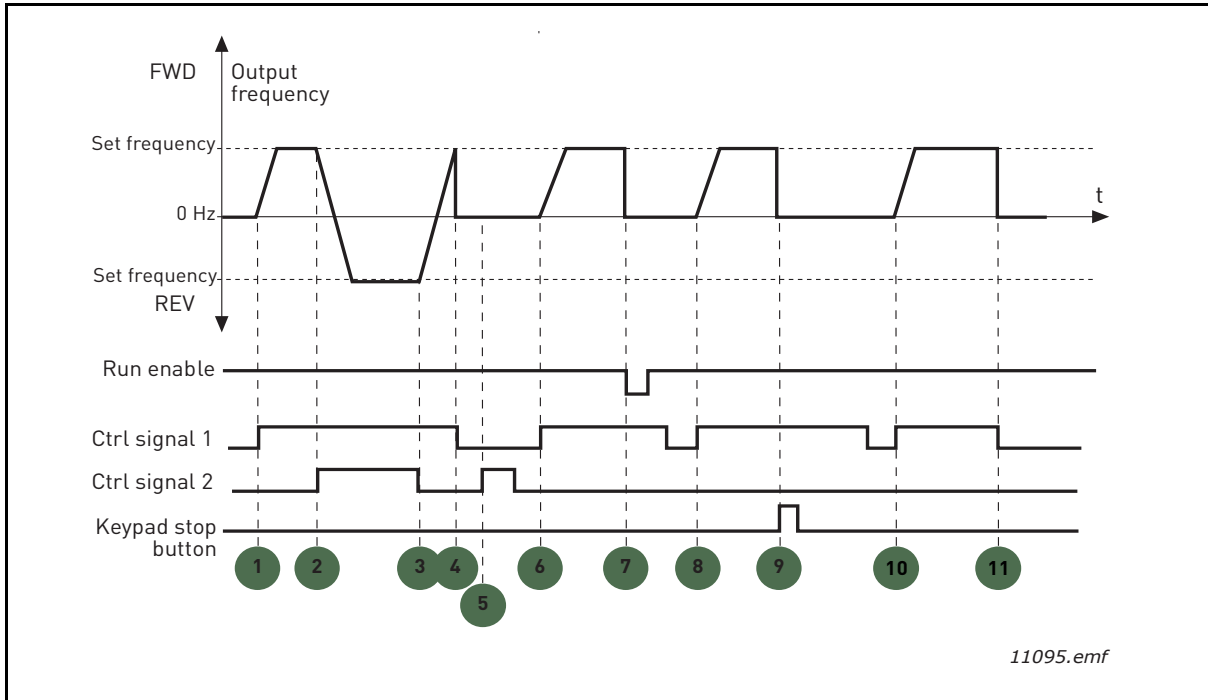 FWD
Output
frequency
Set frequency
0 Hz
t
Set frequency
REV
Run enable
Ctrl signal 1
Ctrl signal 2
Keypad stop
button
1
2
3
4
5
6
7
8
9
10
11
11095.emf